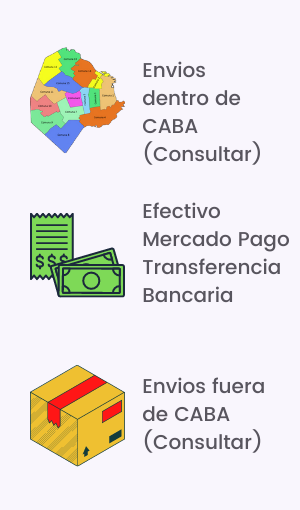 Envios
dentro de
CABA
(Consultar)
Efectivo
Mercado Pago
Transferencia
Bancaria
$ $ $
Envios fuera
de CABA
(Consultar)